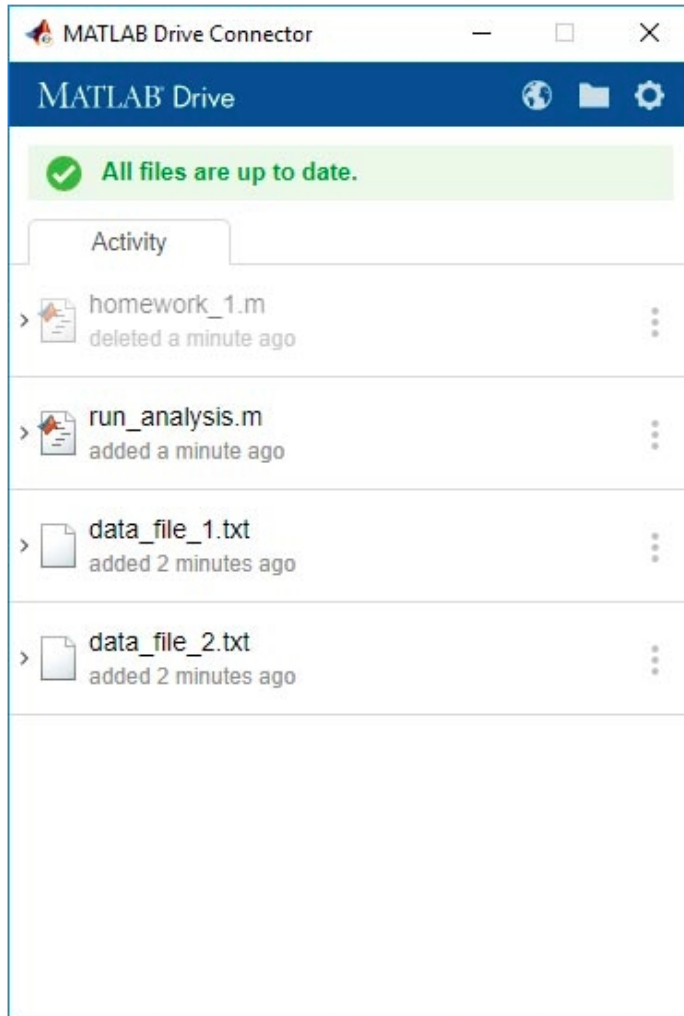 MATLAB Drive Connector
MATLAB® Drive
All files are up to date.
Activity
homework_1.m
deleted a minute ago
run_analysis.m
added a minute ago
data_file_1.txt
added 2 minutes ago
data_file_2.txt
added 2 minutes ago